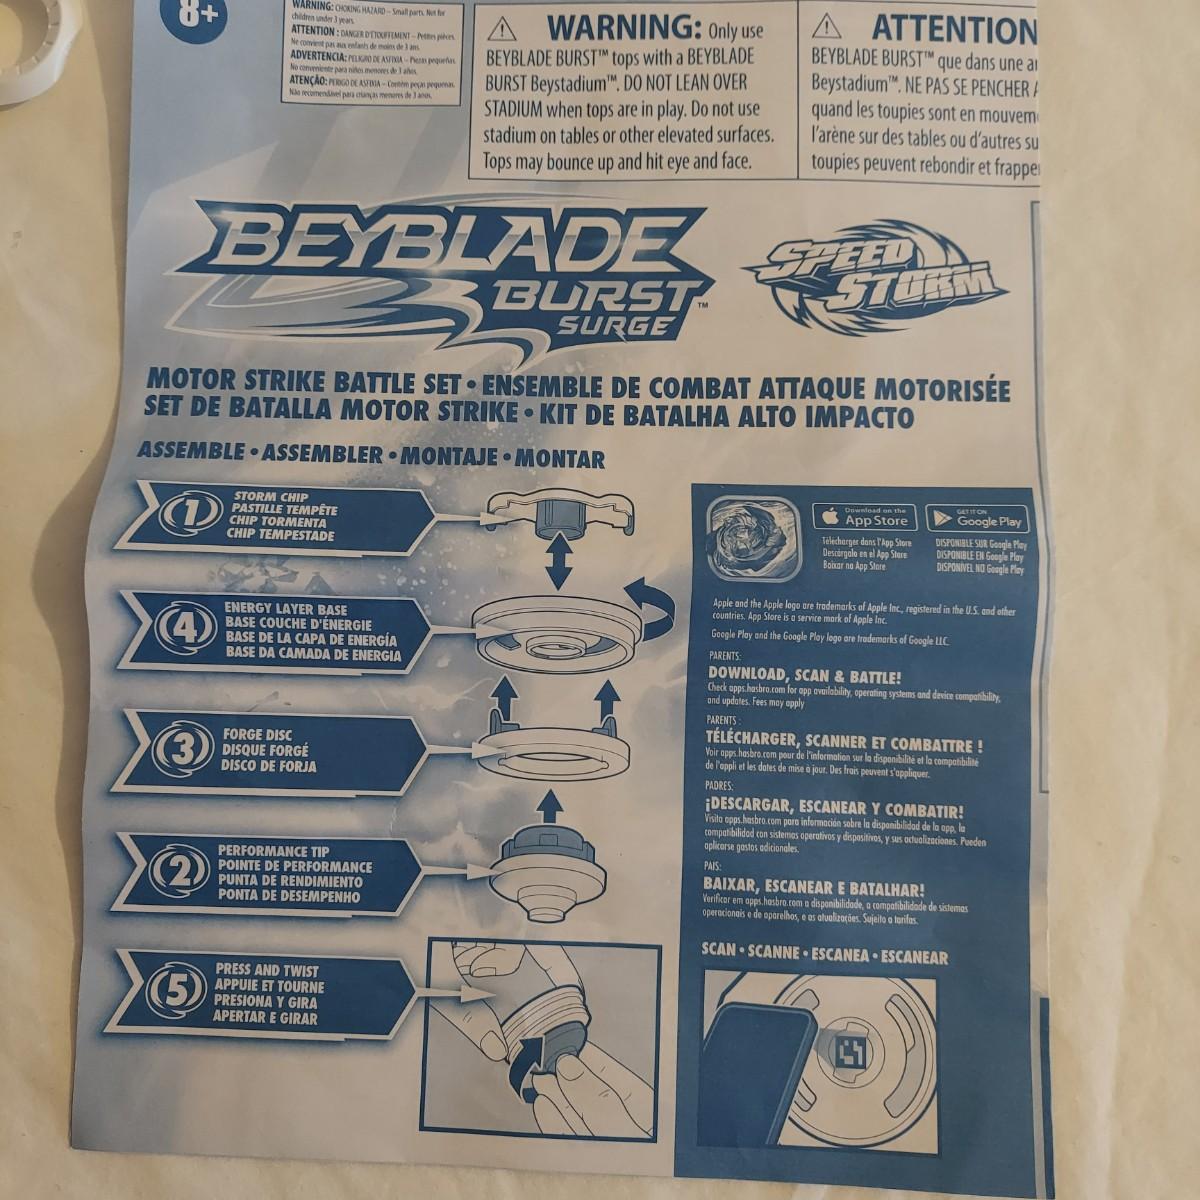 8+
WARNING: CHOKING HAZARD – Small parts. Not for
children under 3 years.
ATTENTION : DANGER D'ÉTOUFFEMENT – Petites pièces.
Ne convient pas aux enfants de moins de 3 ans.
ADVERTENCIA: PELIGRO DE ASFIXIA – Piezas pequeñas.
No conveniente para niños menores de 3 años.
ATENÇÃO: PERIGO DE ASFIXIA – Contém peças pequenas.
Não recomendável para crianças menores de 3 anos.
WARNING: Only use
BEYBLADE BURST™ tops with a BEYBLADE
BURST Beystadium™. DO NOT LEAN OVER
STADIUM when tops are in play. Do not use
stadium on tables or other elevated surfaces.
Tops may bounce up and hit eye and face.
ATTENTION
BEYBLADE BURST™ que dans une
Beystadium™. NE PAS SE PENCHER
quand les toupies sont en
l'arène sur des tables ou d'autres
toupies peuvent rebondir et
BEYBLADE
BURST™
SURGE
SPEED
STORM
MOTOR STRIKE BATTLE SET • ENSEMBLE DE COMBAT ATTAQUE MOTORISÉE
SET DE BATALLA MOTOR STRIKE • KIT DE BATALHA ALTO IMPACTO
ASSEMBLE • ASSEMBLER • MONTAJE • MONTAR
1
STORM CHIP
PASTILLE TEMPÊTE
CHIP TORMENTA
CHIP TEMPESTADE
4
ENERGY LAYER BASE
BASE COUCHE D'ÉNERGIE
BASE DE LA CAPA DE ENERGÍA
BASE DA CAMADA DE ENERGIA
3
FORGE DISC
DISQUE FORGÉ
DISCO DE FORJA
2
PERFORMANCE TIP
POINTE DE PERFORMANCE
PUNTA DE RENDIMIENTO
PONTA DE DESEMPENHO
5
PRESS AND TWIST
APPUIE ET TOURNE
PRESIONA Y GIRA
APERTAR E GIRAR
Download on the
App Store
Télécharger dans l'App Store
Descárgalo en el App Store
Baixar na App Store
GET IT ON
Google Play
DISPONIBLE SUR Google Play
DISPONIBLE EN Google Play
DISPONÍVEL NO Google Play
Apple and the Apple logo are trademarks of Apple Inc., registered in the U.S. and other
countries. App Store is a service mark of Apple Inc.
Google Play and the Google Play logo are trademarks of Google LLC.
PARENTS:
DOWNLOAD, SCAN & BATTLE!
Check apps.hasbro.com for app availability, operating systems and device compatibility,
and updates. Fees may apply
PARENTS :
TÉLÉCHARGER, SCANNER ET COMBATTRE !
Voir apps.hasbro.com pour de l'information sur la disponibilité et la compatibilité
de l'appli et les dates de mise à jour. Des frais peuvent s'appliquer.
PADRES:
¡DESCARGAR, ESCANEAR Y COMBATIR!
Visita apps.hasbro.com para información sobre la disponibilidad de la app, la
compatibilidad con sistemas operativos y dispositivos, y sus actualizaciones. Pueden
aplicarse gastos adicionales.
PAIS:
BAIXAR, ESCANEAR E BATALHAR!
Verificar em apps.hasbro.com a disponibilidade, a compatibilidade de sistemas
operacionais e de aparelhos, e as atualizações. Sujeito a tarifas.
SCAN • SCANNE • ESCANEA • ESCANEAR